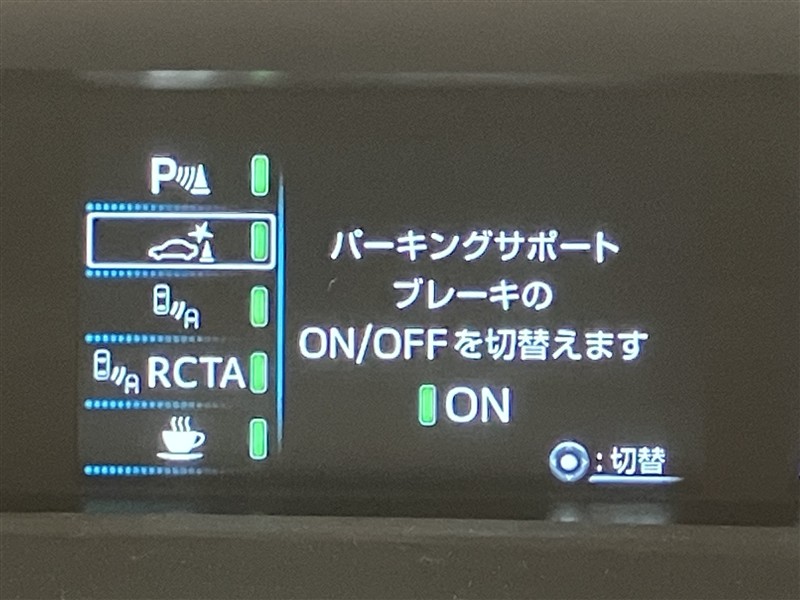 P
パーキングサポート
ブレーキの
ON/OFFを切替えます
RCTA
ON
:切替